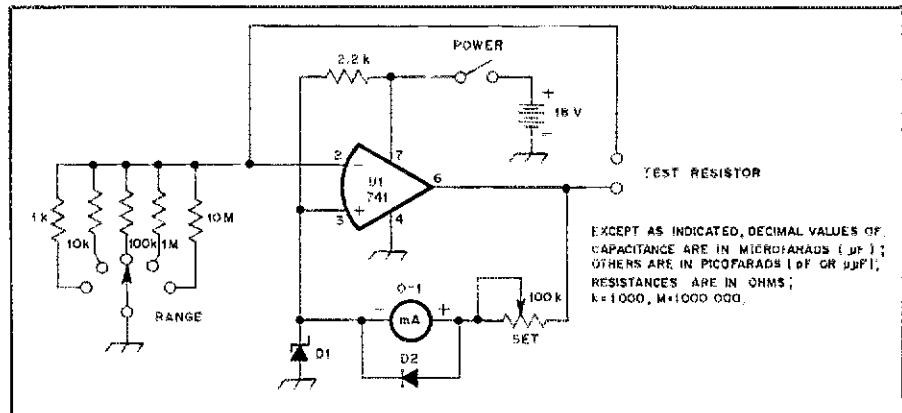 POWER
2.2 k
+
18 V
-
2
-
7
6
U1
741
3
+
4
TEST RESISTOR
1k
10k
100k
1M
10M
RANGE
EXCEPT AS INDICATED, DECIMAL VALUES OF
CAPACITANCE ARE IN MICROFARADS (µF);
OTHERS ARE IN PICOFARADS (pF OR µµF);
RESISTANCES ARE IN OHMS;
k=1000, M=1000 000.
0-1
- mA +
100k
SET
D1
D2